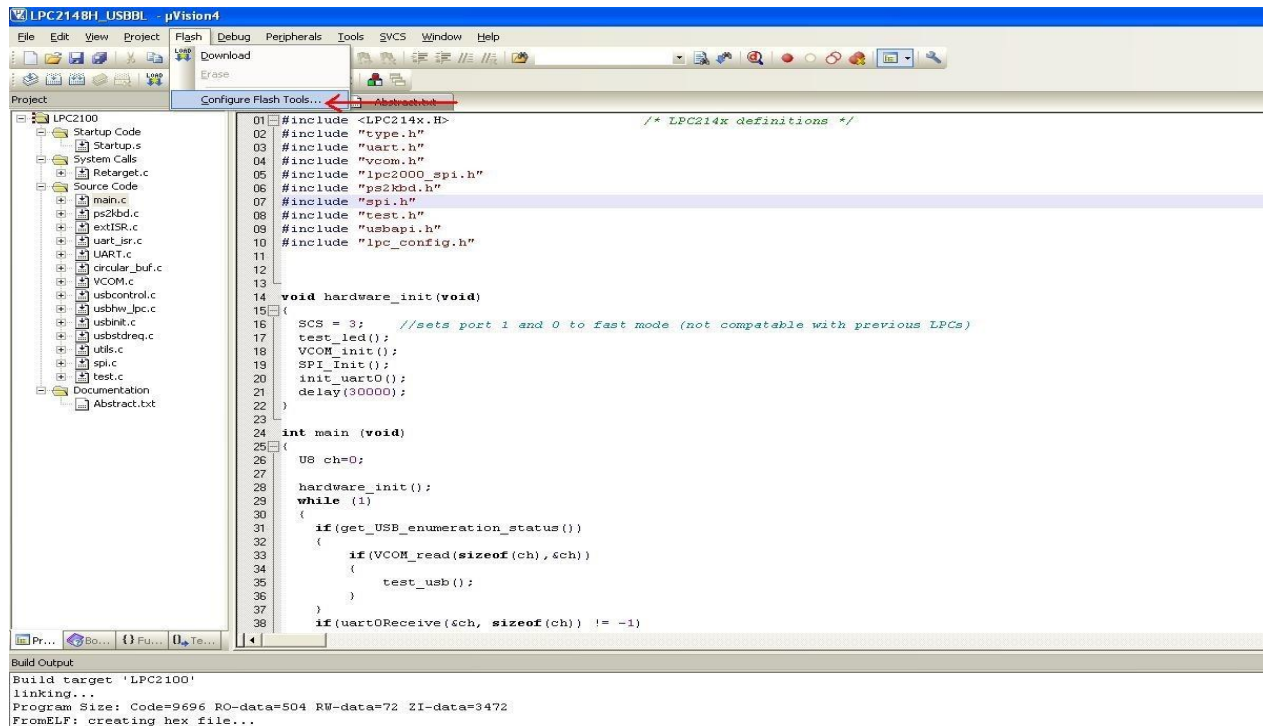 LPC2148H_USBBL - µVision4
File Edit View Project Flash Debug Peripherals Tools SVCS Window Help
LOAD Download
Erase
LOAD
Project
Configure Flash Tools...
Abstract.txt
LPC2100
Startup Code
Startup.s
System Calls
Retarget.c
Source Code
main.c
ps2kbd.c
extISR.c
uart_isr.c
UART.c
circular_buf.c
VCOM.c
usbcontrol.c
usbhw_lpc.c
usbinit.c
usbstdreq.c
utils.c
spi.c
test.c
Documentation
Abstract.txt
01 #include <LPC214x.H> /* LPC214x definitions */
02 #include "type.h"
03 #include "uart.h"
04 #include "vcom.h"
05 #include "lpc2000_spi.h"
06 #include "ps2kbd.h"
07 #include "spi.h"
08 #include "test.h"
09 #include "usbapi.h"
10 #include "lpc_config.h"
11
12
13
14 void hardware_init(void)
15 {
16 SCS = 3; //sets port 1 and 0 to fast mode (not compatable with previous LPCs)
17 test_led();
18 VCOM_init();
19 SPI_Init();
20 init_uart0();
21 delay(30000);
22 }
23
24 int main (void)
25 {
26 U8 ch=0;
27
28 hardware_init();
29 while (1)
30 {
31 if(get_USB_enumeration_status())
32 {
33 if(VCOM_read(sizeof(ch),&ch))
34 {
35 test_usb();
36 }
37 }
38 if(uart0Receive(&ch, sizeof(ch)) != -1)
Pr... Bo... {} Fu... 0 Te...
Build Output
Build target 'LPC2100'
linking...
Program Size: Code=9696 RO-data=504 RW-data=72 ZI-data=3472
FromELF: creating hex file...